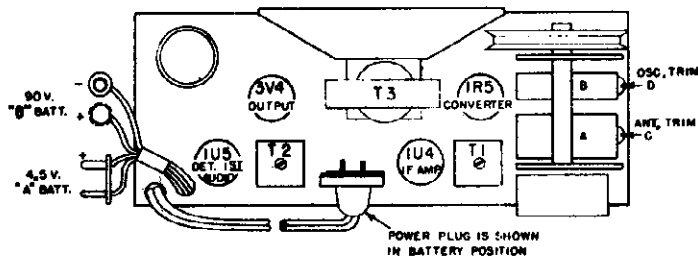 90 V.
"B" BATT.
-
+
4.5 V.
"A" BATT.
+
-
3V4
OUTPUT
T3
1R5
CONVERTER
B
OSC. TRIM
D
A
ANT. TRIM
C
1U5
DET. 1ST
AUDIO
T2
1U4
IF AMP
T1
POWER PLUG IS SHOWN
IN BATTERY POSITION